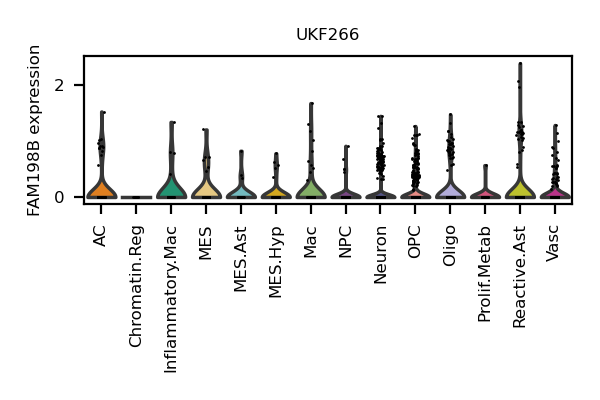 UKF266
FAM198B expression
2
0
AC
Chromatin.Reg
Inflammatory.Mac
MES
MES.Ast
MES.Hyp
Mac
NPC
Neuron
OPC
Oligo
Prolif.Metab
Reactive.Ast
Vasc